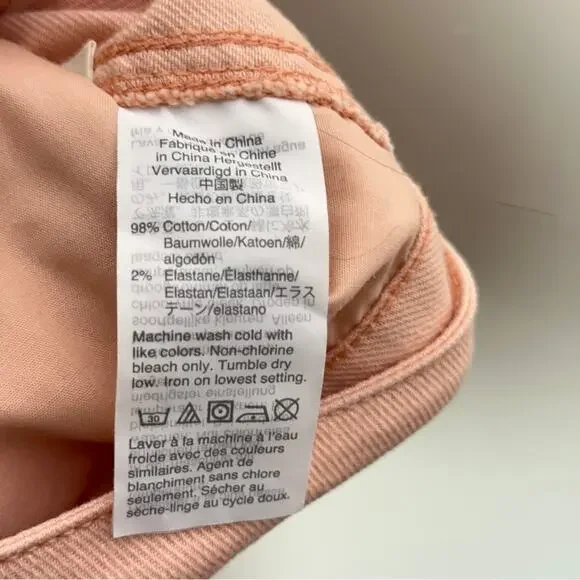 Made in China
Fabriqué en Chine
in China Hergestellt
Vervaardigd in China
中国製
Hecho en China
98% Cotton/Coton/
Baumwolle/Katoen/綿/
algodón
2% Elastane/Élasthanne/
Elastan/Elastaan/エラス
テーン/elastano
Machine wash cold with
like colors. Non-chlorine
bleach only. Tumble dry
low. Iron on lowest setting.
30
Laver à la machine à l'eau
froide avec des couleurs
similaires. Agent de
blanchiment sans chlore
seulement. Sécher au
sèche-linge au cycle doux.